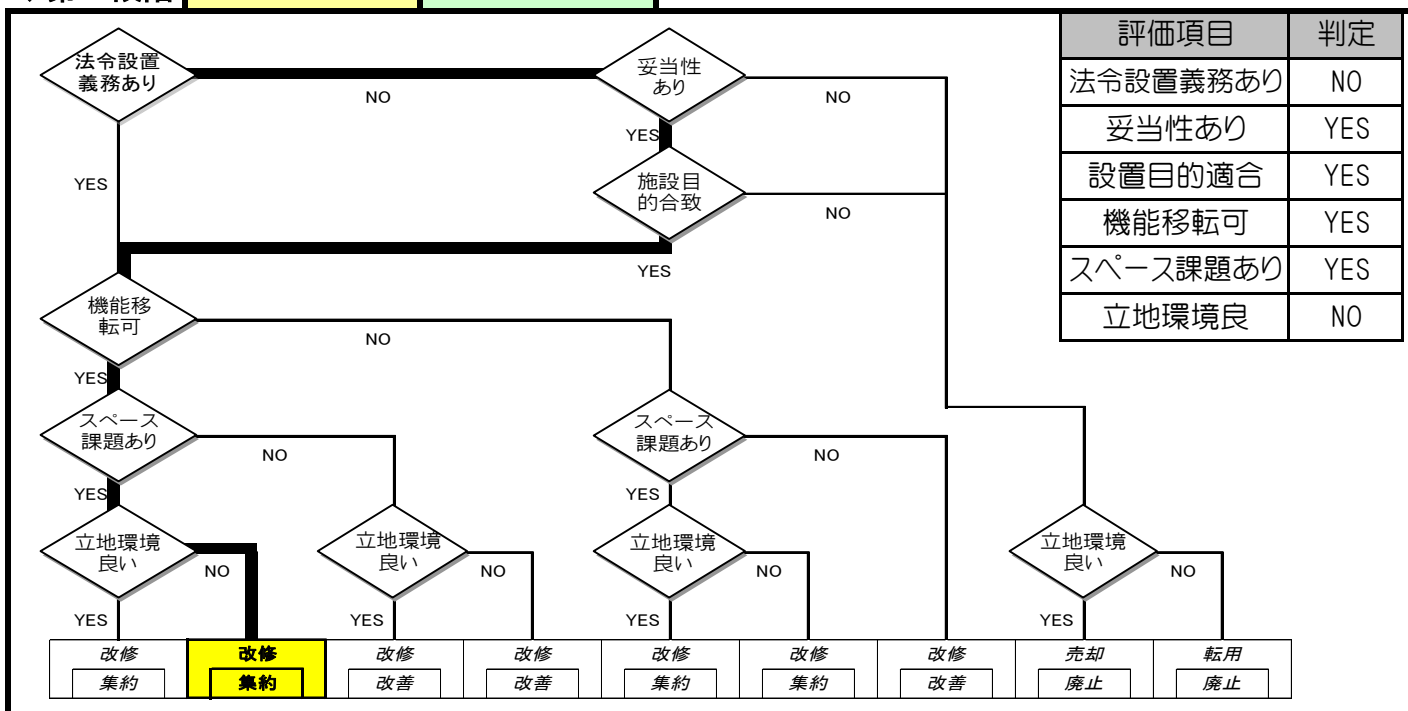 法令設置
義務あり
NO
妥当性
あり
NO
YES
YES
施設目
的合致
NO
YES
機能移
転可
NO
YES
スペース
課題あり
NO
スペース
課題あり
NO
YES
YES
立地環境
良い
NO
立地環境
良い
NO
立地環境
良い
NO
立地環境
良い
NO
YES
YES
YES
YES
改修 改修 改修 改修 改修 改修 改修 売却 転用
集約 集約 改善 改善 集約 集約 改善 廃止 廃止
評価項目 判定
法令設置義務あり NO
妥当性あり YES
設置目的適合 YES
機能移転可 YES
スペース課題あり YES
立地環境良 NO